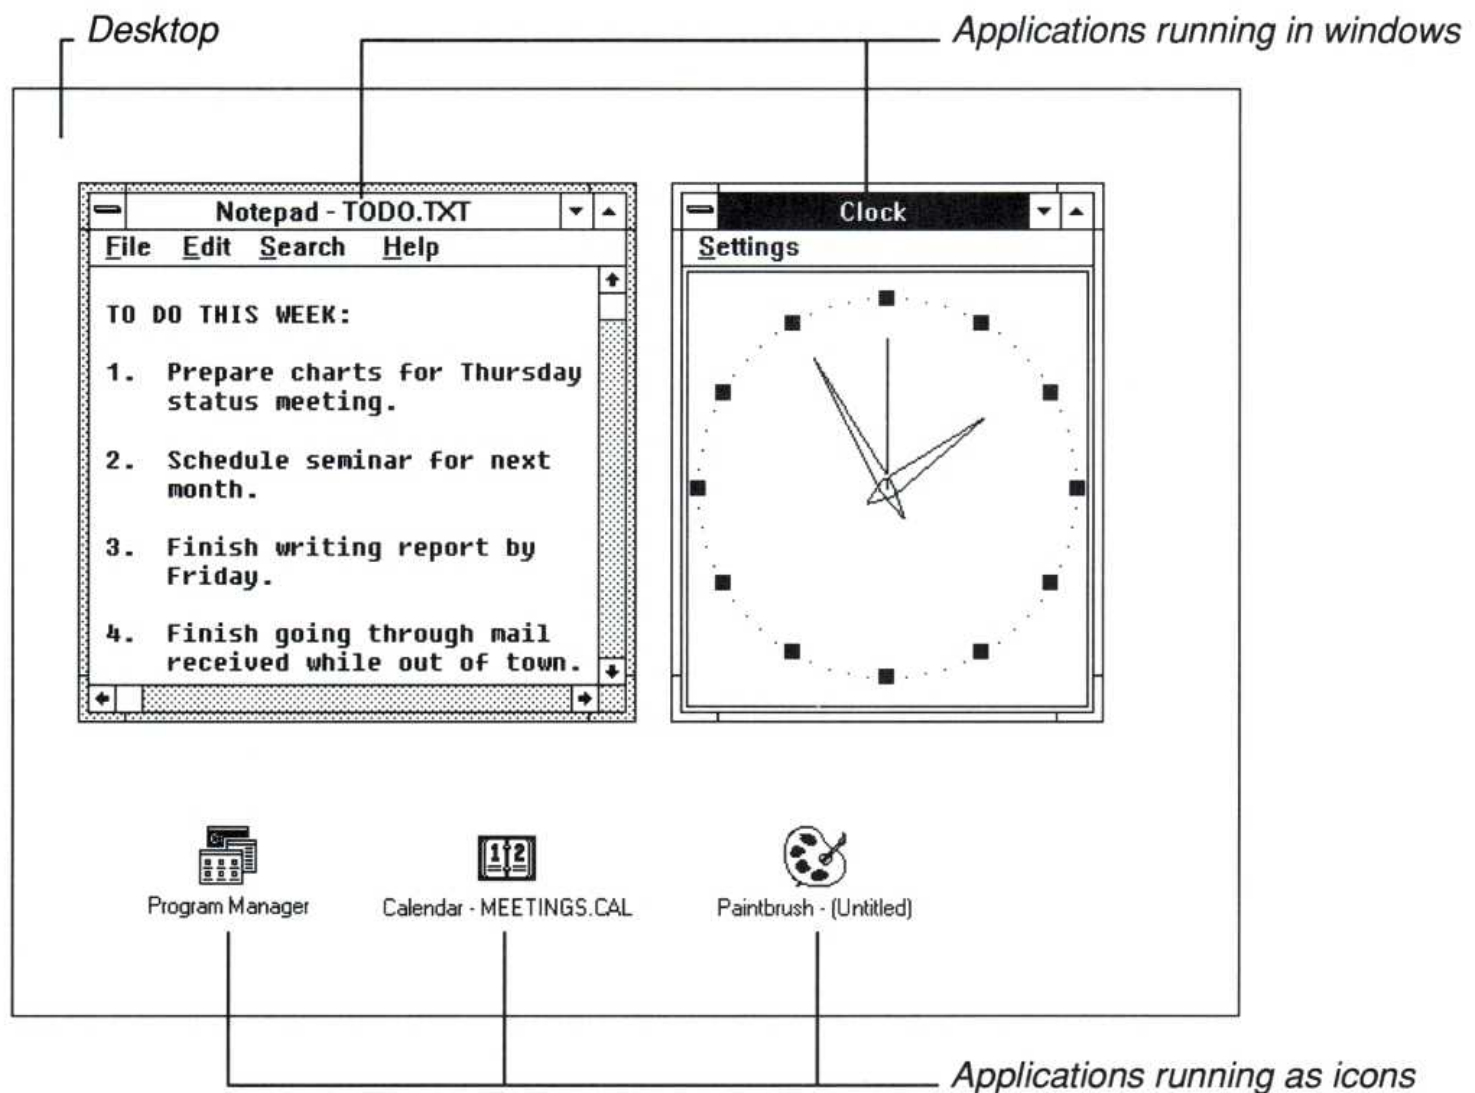 Desktop
Applications running in windows
Notepad - TODO.TXT
File Edit Search Help
TO DO THIS WEEK:
1. Prepare charts for Thursday
status meeting.
2. Schedule seminar for next
month.
3. Finish writing report by
Friday.
4. Finish going through mail
received while out of town.
Clock
Settings
1 2
Program Manager
Calendar - MEETINGS.CAL
Paintbrush - (Untitled)
Applications running as icons